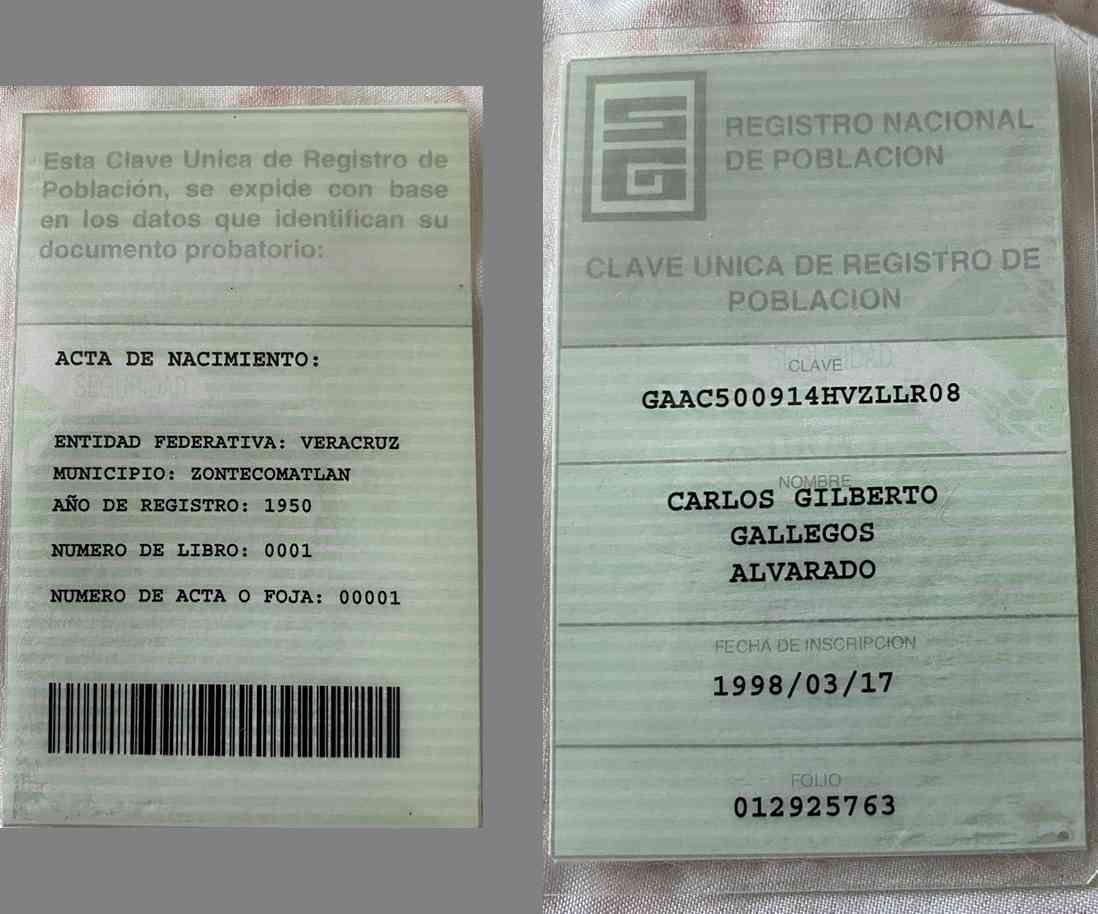 Esta Clave Unica de Registro de
Población, se expide con base
en los datos que identifican su
documento probatorio:
ACTA DE NACIMIENTO:
SEGURIDAD
ENTIDAD FEDERATIVA: VERACRUZ
MUNICIPIO: ZONTECOMATLAN
AÑO DE REGISTRO: 1950
NUMERO DE LIBRO: 0001
NUMERO DE ACTA O FOJA: 00001
SG
REGISTRO NACIONAL
DE POBLACION
CLAVE UNICA DE REGISTRO DE
POBLACION
SEGURIDAD
CLAVE
GAAC500914HVZLLR08
NOMBRE
CARLOS GILBERTO
GALLEGOS
ALVARADO
FECHA DE INSCRIPCION
1998/03/17
FOLIO
012925763